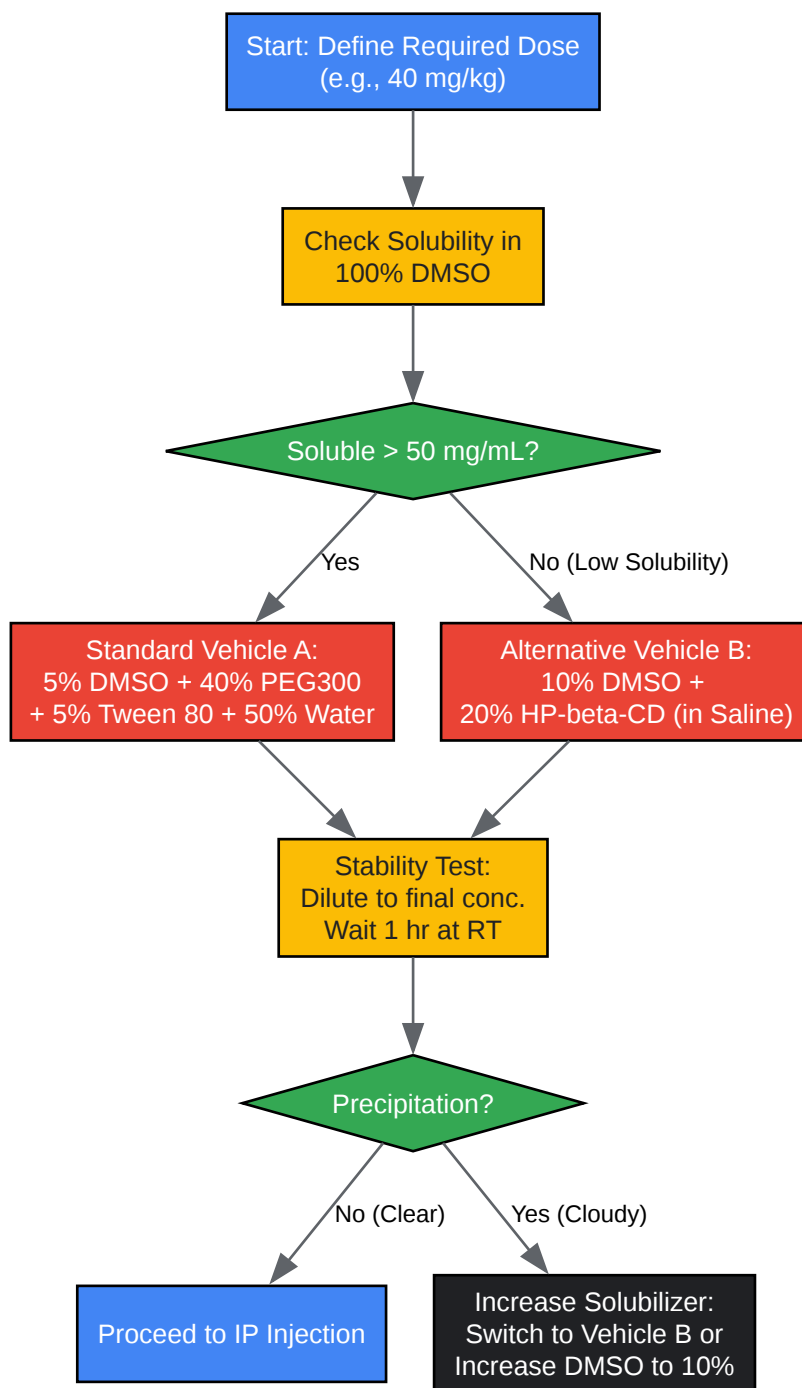 Start: Define Required Dose
(e.g., 40 mg/kg)
Check Solubility in
100% DMSO
Soluble > 50 mg/mL?
Yes
No (Low Solubility)
Standard Vehicle A:
5% DMSO + 40% PEG300
+ 5% Tween 80 + 50% Water
Alternative Vehicle B:
10% DMSO +
20% HP-beta-CD (in Saline)
Stability Test:
Dilute to final conc.
Wait 1 hr at RT
Precipitation?
No (Clear)
Yes (Cloudy)
Proceed to IP Injection
Increase Solubilizer:
Switch to Vehicle B or
Increase DMSO to 10%